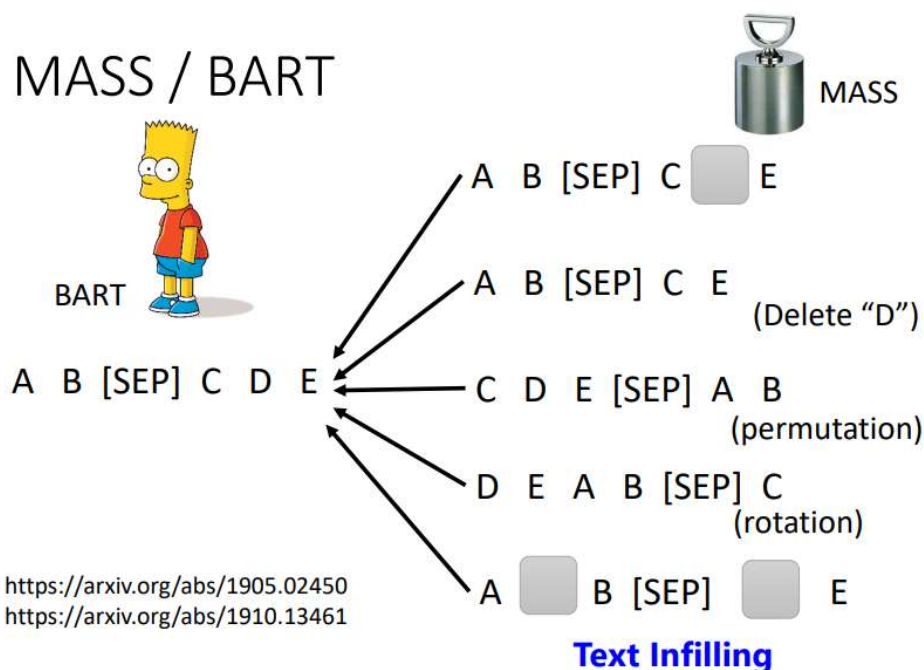 MASS / BART
MASS
A B [SEP] C E
BART
A B [SEP] C E
(Delete “D”)
A B [SEP] C D E
C D E [SEP] A B
(permutation)
D E A B [SEP] C
(rotation)
https://arxiv.org/abs/1905.02450
https://arxiv.org/abs/1910.13461
A B [SEP] E
Text Infilling